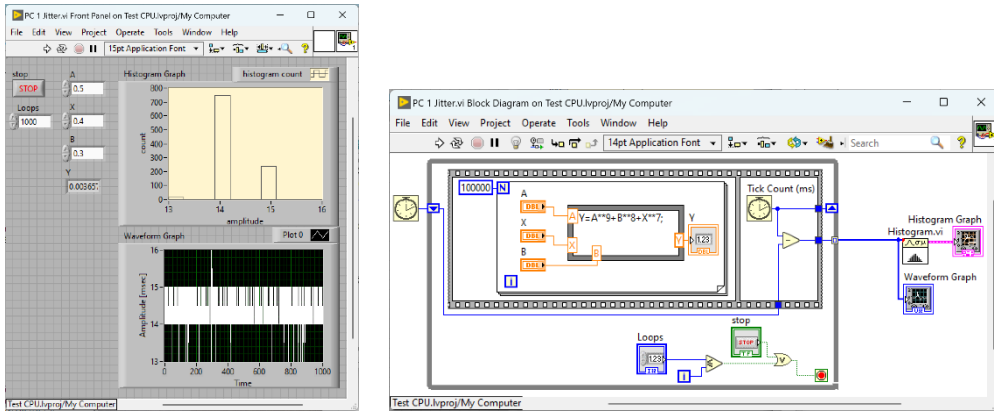 PC 1 Jitter.vi Front Panel on Test CPU.lvproj/My Computer
File Edit View Project Operate Tools Window Help
15pt Application Font
1
stop
STOP
Loops
1000
A
0.5
X
0.4
B
0.3
Y
0.00365
Histogram Graph
histogram count
800
700
600
500
400
300
200
100
0
count
13 14 15 16
amplitude
Waveform Graph
Plot 0
16
15
14
13
Amplitude [msec]
0 200 400 600 800 1000
Time
Test CPU.lvproj/My Computer
PC 1 Jitter.vi Block Diagram on Test CPU.lvproj/My Computer
File Edit View Project Operate Tools Window Help
14pt Application Font
Search
100000 N
Tick Count (ms)
A
DBL
A
Y=A**9+B**8+X**7;
X
DBL
X
B
DBL
B
Y
Y
1.23
i
Histogram Graph
Histogram.vi
Waveform Graph
stop
STOP
TF
Loops
123
i
Test CPU.lvproj/My Computer